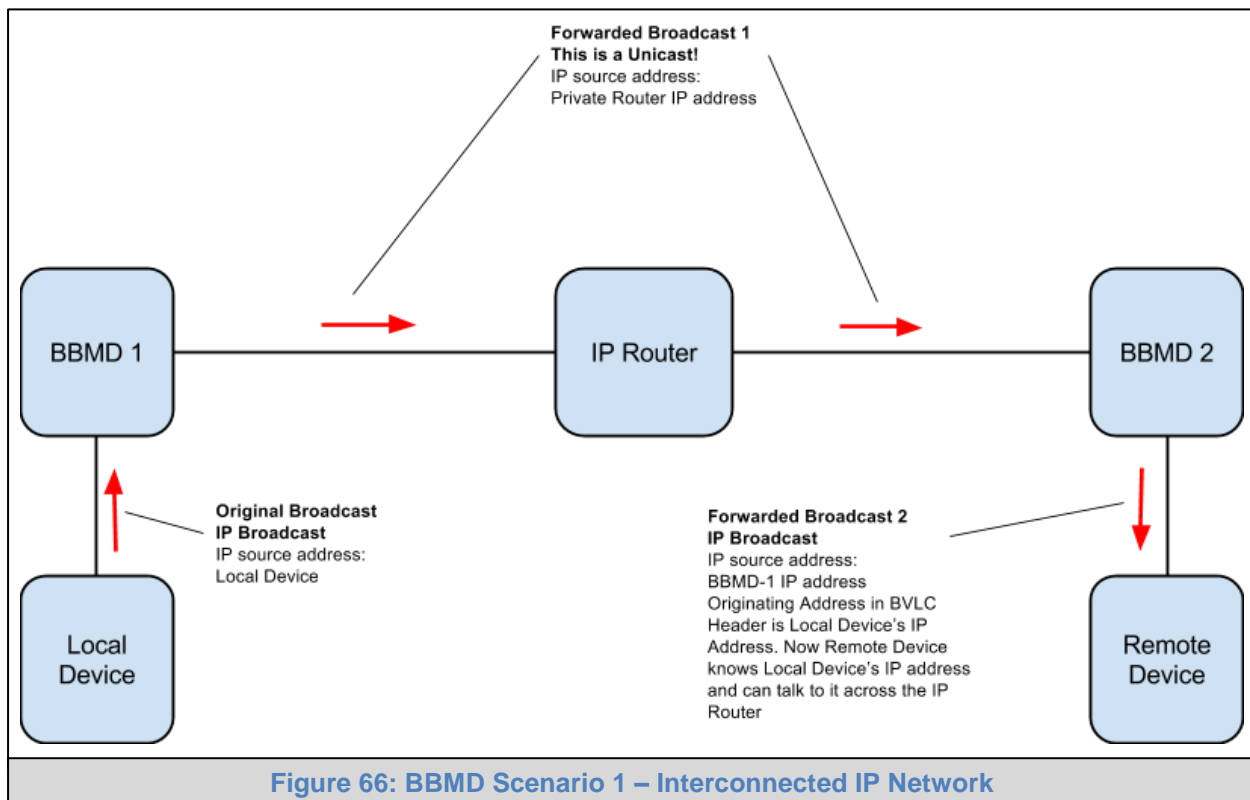 Forwarded Broadcast 1
This is a Unicast!
IP source address:
Private Router IP address
BBMD 1
IP Router
BBMD 2
Original Broadcast
IP Broadcast
IP source address:
Local Device
Forwarded Broadcast 2
IP Broadcast
IP source address:
BBMD-1 IP address
Originating Address in BVLC
Header is Local Device's IP
Address. Now Remote Device
knows Local Device's IP address
and can talk to it across the IP
Router
Local
Device
Remote
Device
Figure 66: BBMD Scenario 1 – Interconnected IP Network